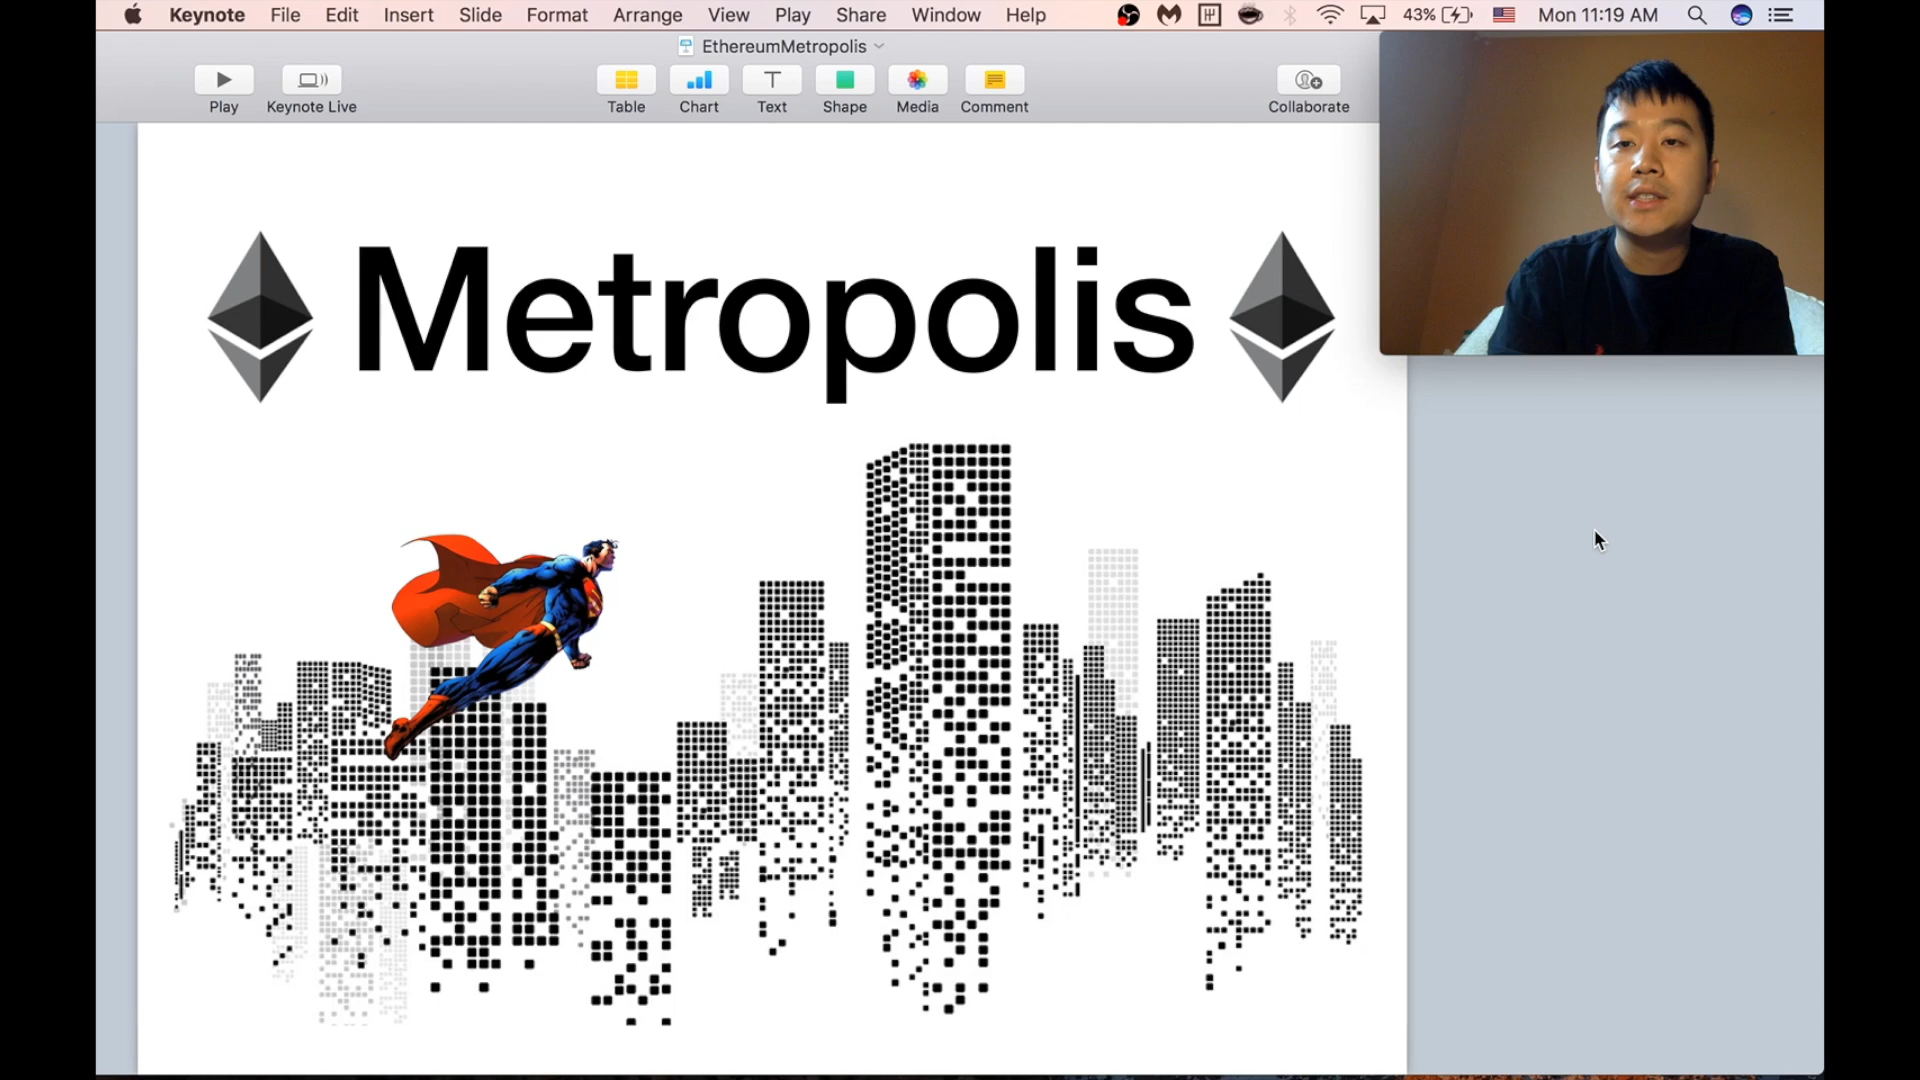 Keynote File Edit Insert Slide Format Arrange View Play Share Window Help 43% Mon 11:19 AM
EthereumMetropolis
Play Keynote Live Table Chart Text Shape Media Comment Collaborate
Metropolis